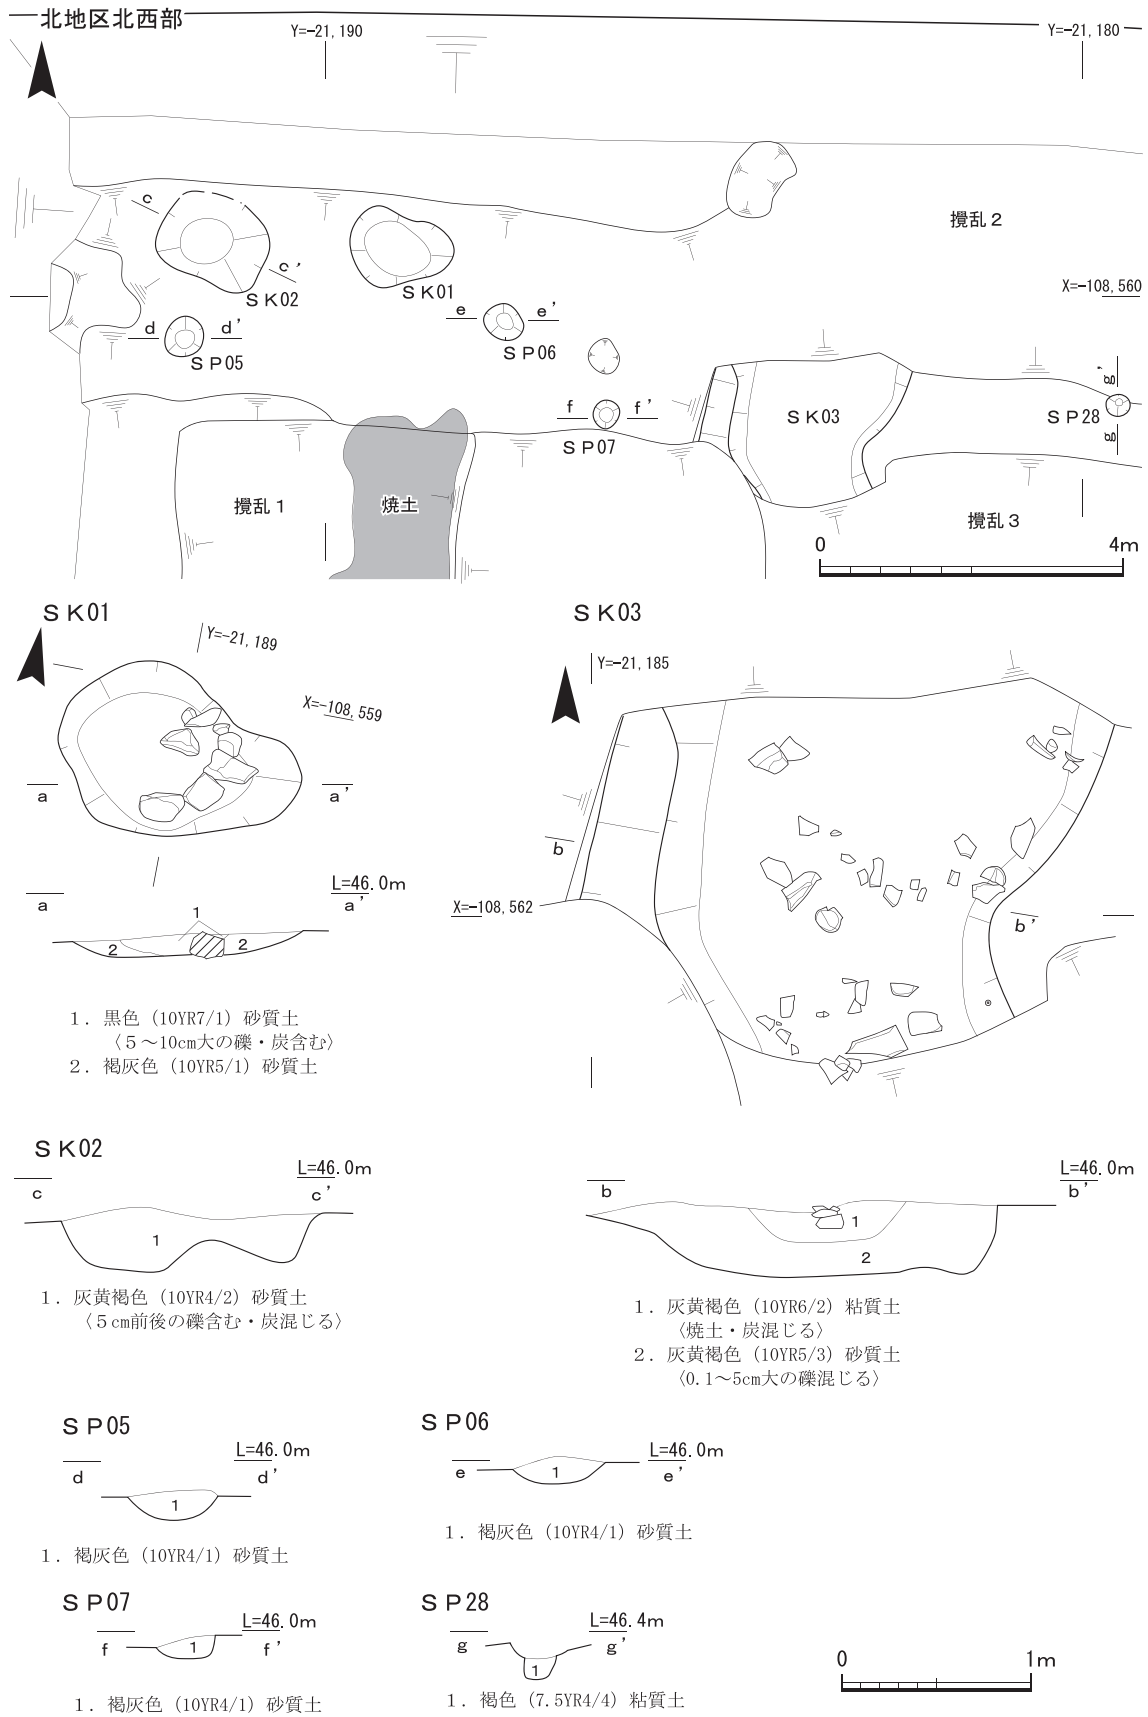 北地区北西部
Y=-21,190
Y=-21,180
c
攪乱２
c'
ＳＫ02
ＳＫ01
X=-108,560
d
d'
ＳＰ05
e
e'
ＳＰ06
f
f'
ＳＰ07
ＳＫ03
g'
ＳＰ28
g
攪乱１
焼土
攪乱３
0
4m
ＳＫ01
Y=-21,189
X=-108,559
a
a'
L=46.0m
a
a'
1
2
2
１．黒色（10YR7/1）砂質土
〈５～10cm大の礫・炭含む〉
２．褐灰色（10YR5/1）砂質土
ＳＫ03
Y=-21,185
b
X=-108,562
b'
ＳＫ02
L=46.0m
c
c'
1
１．灰黄褐色（10YR4/2）砂質土
〈５cm前後の礫含む・炭混じる〉
L=46.0m
b
b'
1
2
１．灰黄褐色（10YR6/2）粘質土
〈焼土・炭混じる〉
２．灰黄褐色（10YR5/3）砂質土
〈0.1～5cm大の礫混じる〉
ＳＰ05
L=46.0m
d
d'
1
１．褐灰色（10YR4/1）砂質土
ＳＰ06
L=46.0m
e
e'
1
１．褐灰色（10YR4/1）砂質土
ＳＰ07
L=46.0m
f
f'
1
１．褐灰色（10YR4/1）砂質土
ＳＰ28
L=46.4m
g
g'
1
１．褐色（7.5YR4/4）粘質土
0
1m